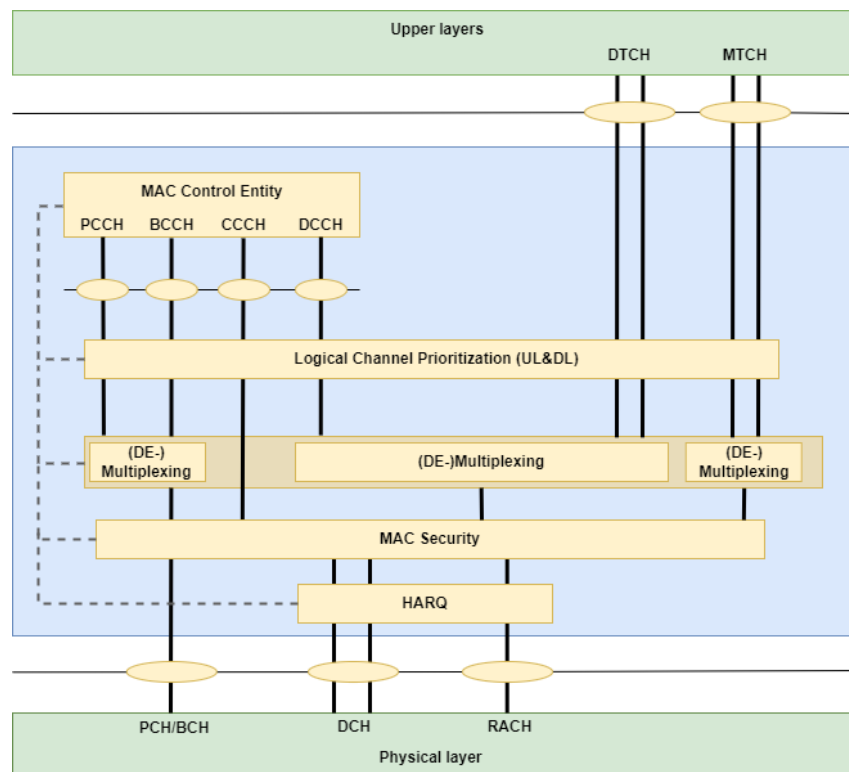 Upper layers
DTCH MTCH
MAC Control Entity
PCCH BCCH CCCH DCCH
Logical Channel Prioritization (UL&DL)
(DE-)
Multiplexing
(DE-)Multiplexing
(DE-)
Multiplexing
MAC Security
HARQ
PCH/BCH DCH RACH
Physical layer